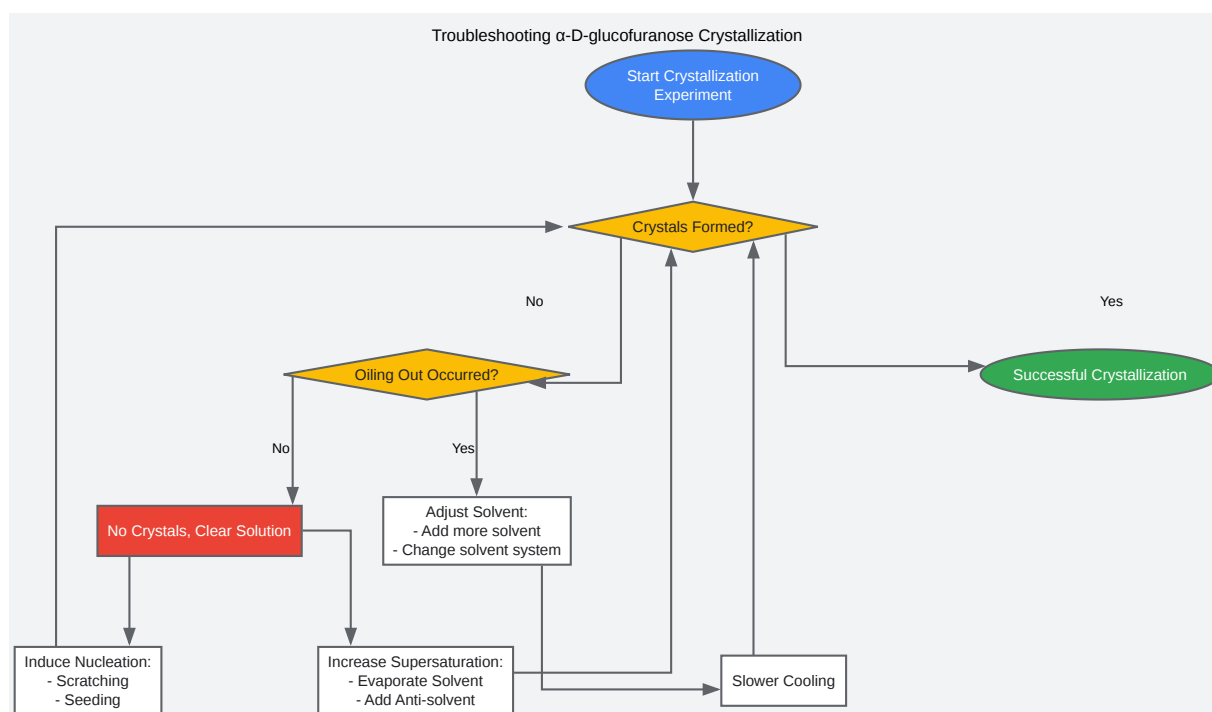 Troubleshooting α-D-glucofuranose Crystallization
Start Crystallization
Experiment
Crystals Formed?
No
Yes
Oiling Out Occurred?
Successful Crystallization
No
Yes
No Crystals, Clear Solution
Adjust Solvent:
- Add more solvent
- Change solvent system
Induce Nucleation:
- Scratching
- Seeding
Increase Supersaturation:
- Evaporate Solvent
- Add Anti-solvent
Slower Cooling